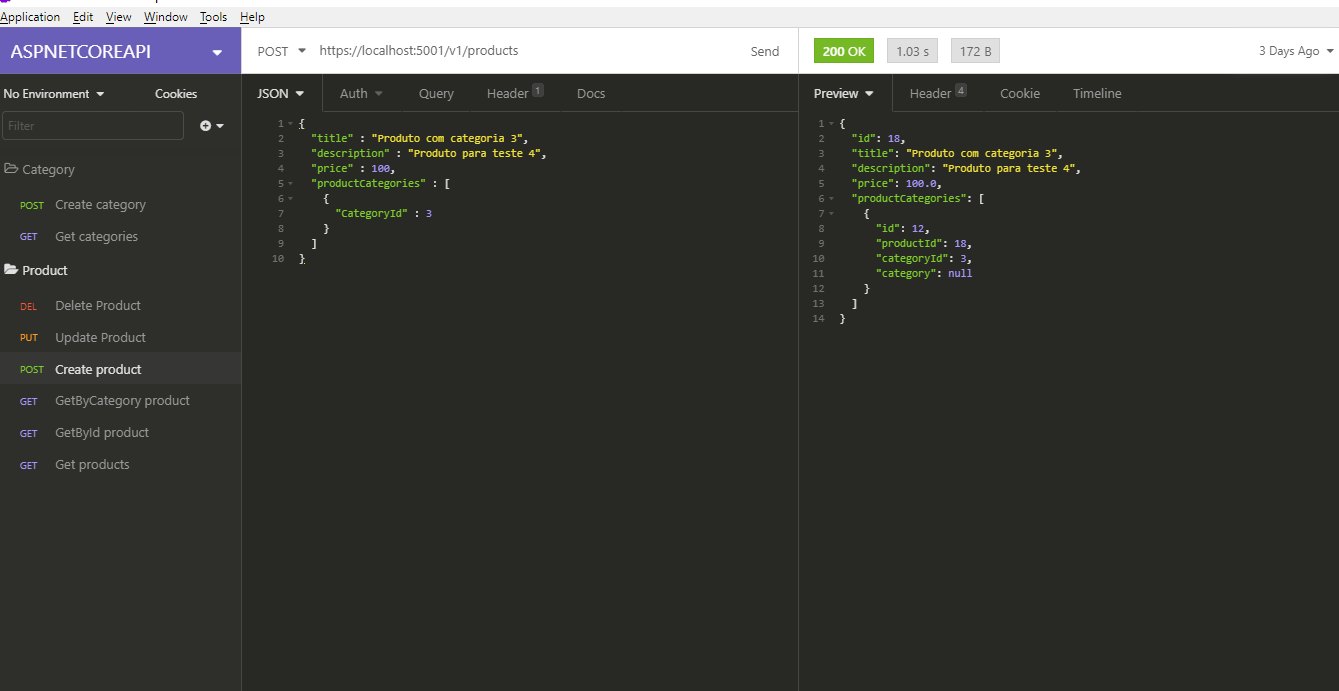 Application Edit View Window Tools Help
ASPNETCOREAPI
POST https://localhost:5001/v1/products Send
200 OK 1.03 s 172 B 3 Days Ago
No Environment Cookies
Filter
Category
POST Create category
GET Get categories
Product
DEL Delete Product
PUT Update Product
POST Create product
GET GetByCategory product
GET GetById product
GET Get products
JSON Auth Query Header 1 Docs
1 {
2 "title" : "Produto com categoria 3",
3 "description" : "Produto para teste 4",
4 "price" : 100,
5 "productCategories" : [
6 {
7 "CategoryId" : 3
8 }
9 ]
10 }
Preview Header 4 Cookie Timeline
1 {
2 "id": 18,
3 "title": "Produto com categoria 3",
4 "description": "Produto para teste 4",
5 "price": 100.0,
6 "productCategories": [
7 {
8 "id": 12,
9 "productId": 18,
10 "categoryId": 3,
11 "category": null
12 }
13 ]
14 }